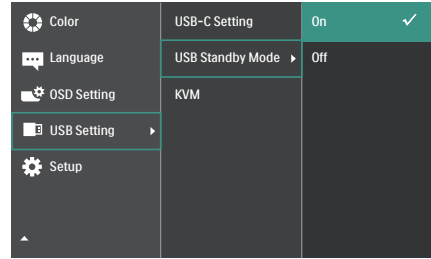 Color
Language
OSD Setting
USB Setting
Setup
USB-C Setting
USB Standby Mode
KVM
On
Off